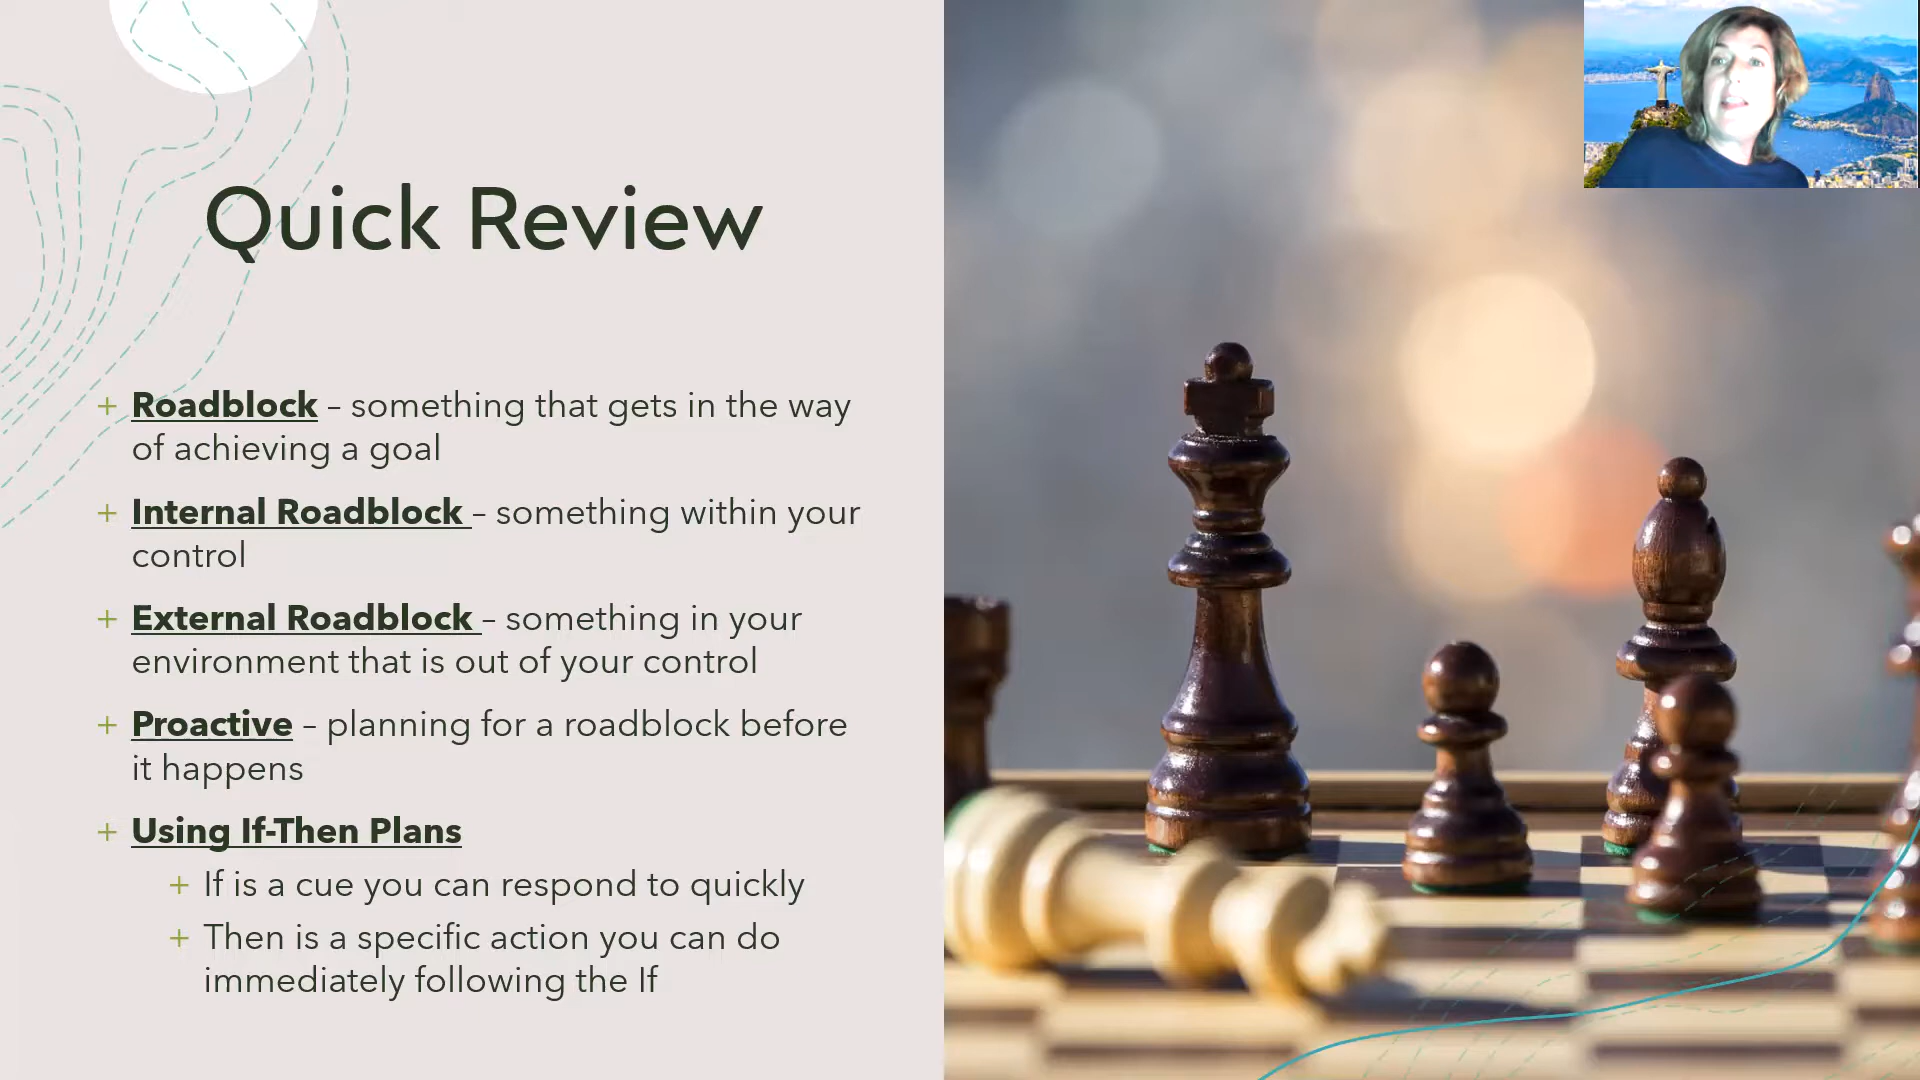 Quick Review
+ Roadblock – something that gets in the way
of achieving a goal
+ Internal Roadblock – something within your
control
+ External Roadblock – something in your
environment that is out of your control
+ Proactive – planning for a roadblock before
it happens
+ Using If-Then Plans
+ If is a cue you can respond to quickly
+ Then is a specific action you can do
immediately following the If